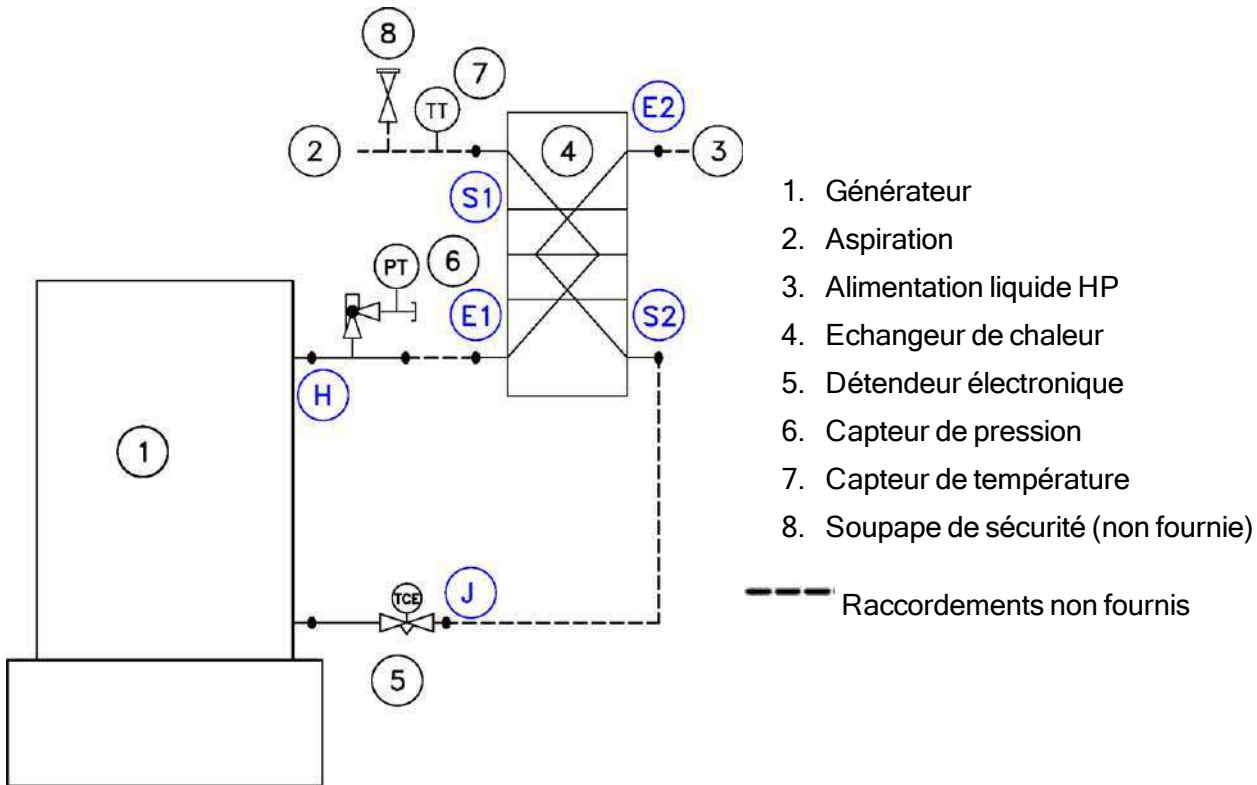 8
7
E2
TT
2
4
3
S1
PT
6
E1
S2
H
1
TCE
J
5
1. Générateur
2. Aspiration
3. Alimentation liquide HP
4. Echangeur de chaleur
5. Détendeur électronique
6. Capteur de pression
7. Capteur de température
8. Soupape de sécurité (non fournie)
Raccordements non fournis